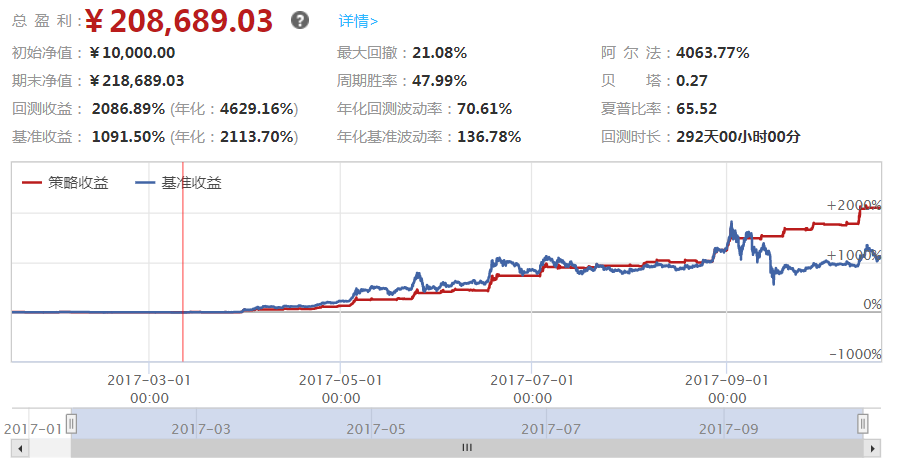 总 盈 利：¥ 208,689.03 ? 详情>
初始净值：¥ 10,000.00 最大回撤：21.08% 阿 尔 法：4063.77%
期末净值：¥ 218,689.03 周期胜率：47.99% 贝 塔：0.27
回测收益： 2086.89% (年化：4629.16%) 年化回测波动率：70.61% 夏普比率：65.52
基准收益： 1091.50% (年化：2113.70%) 年化基准波动率：136.78% 回测时长：292天00小时00分
策略收益 基准收益
+2000%
+1000%
0%
-1000%
2017-03-01 2017-05-01 2017-07-01 2017-09-01
00:00 00:00 00:00 00:00
2017-01 2017-03 2017-05 2017-07 2017-09